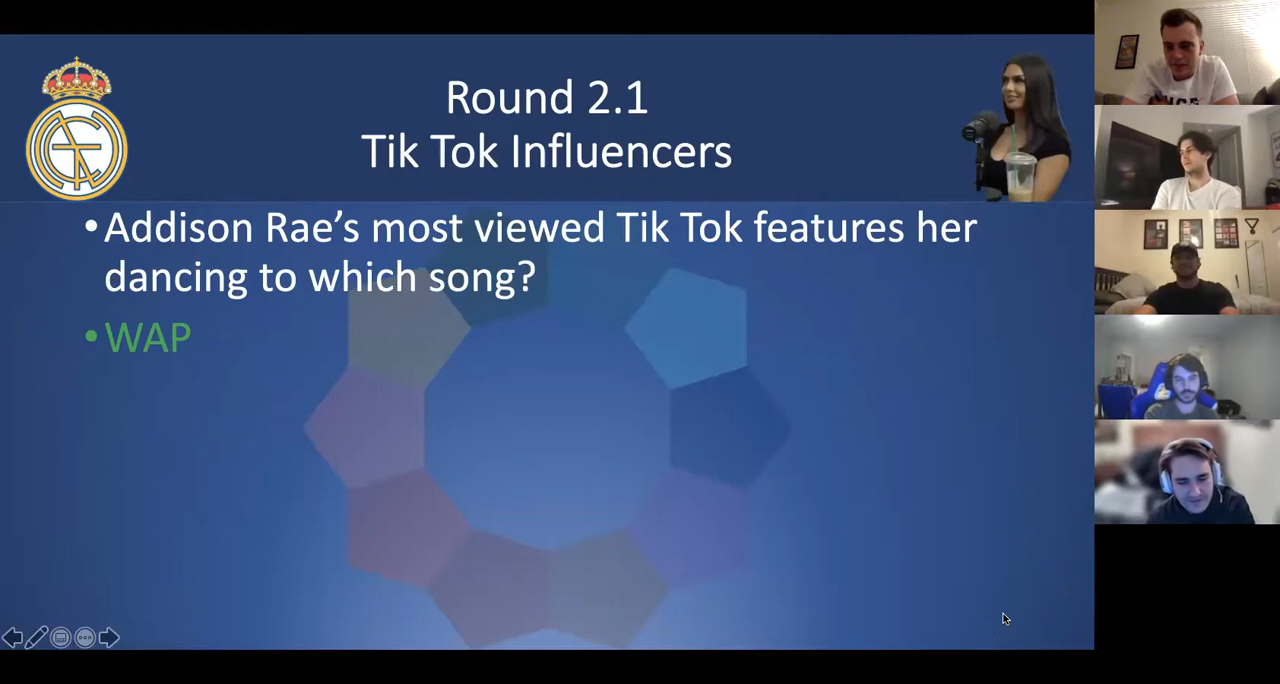 Round 2.1
Tik Tok Influencers
•Addison Rae’s most viewed Tik Tok features her
dancing to which song?
•WAP